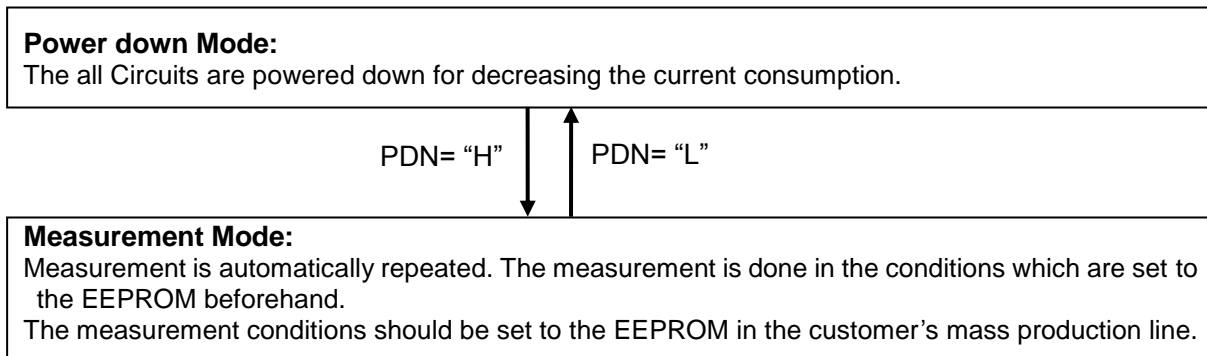 Power down Mode:
The all Circuits are powered down for decreasing the current consumption.
PDN= “H” PDN= “L”
Measurement Mode:
Measurement is automatically repeated. The measurement is done in the conditions which are set to
the EEPROM beforehand.
The measurement conditions should be set to the EEPROM in the customer’s mass production line.